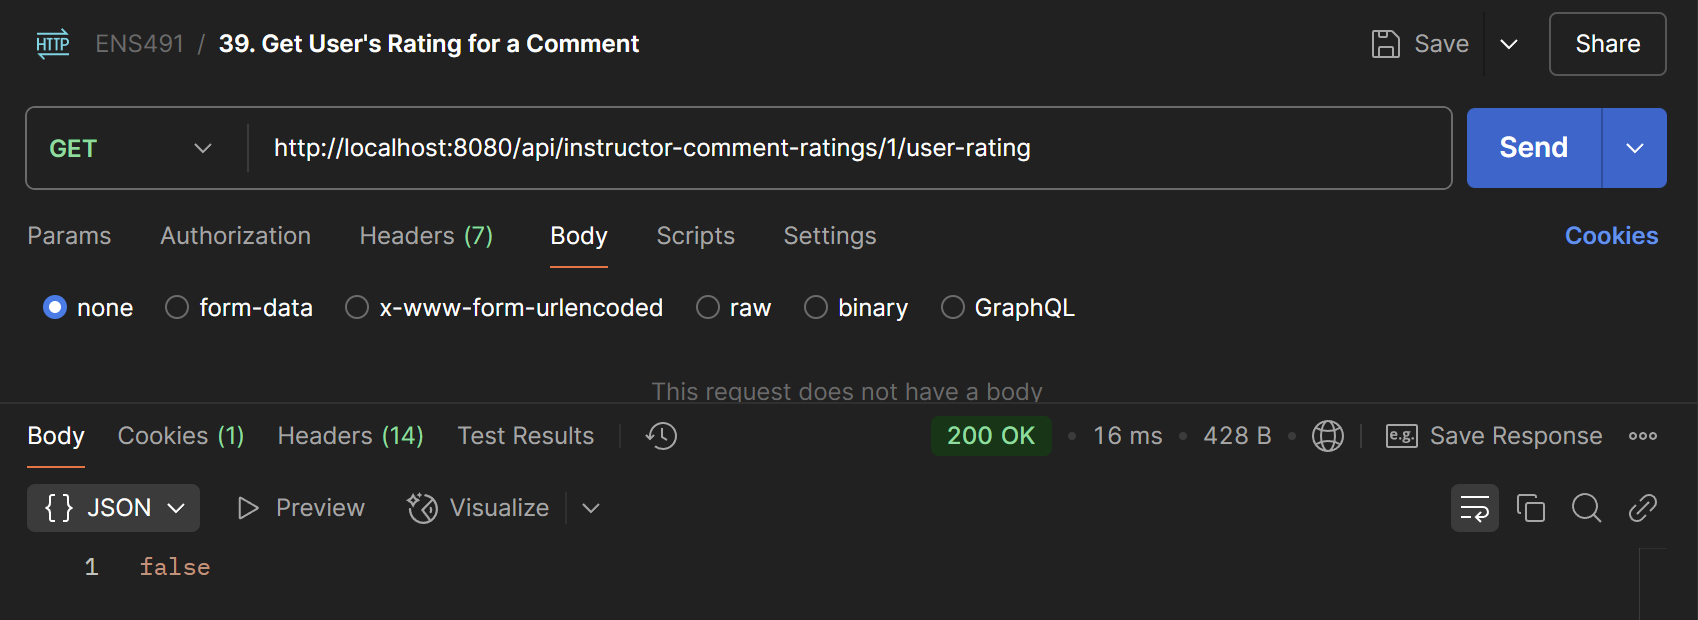 HTTP ENS491 / 39. Get User's Rating for a Comment Save Share
GET http://localhost:8080/api/instructor-comment-ratings/1/user-rating Send
Params Authorization Headers (7) Body Scripts Settings Cookies
none form-data x-www-form-urlencoded raw binary GraphQL
This request does not have a body
Body Cookies (1) Headers (14) Test Results 200 OK • 16 ms • 428 B • e.g. Save Response
{} JSON Preview Visualize
1 false